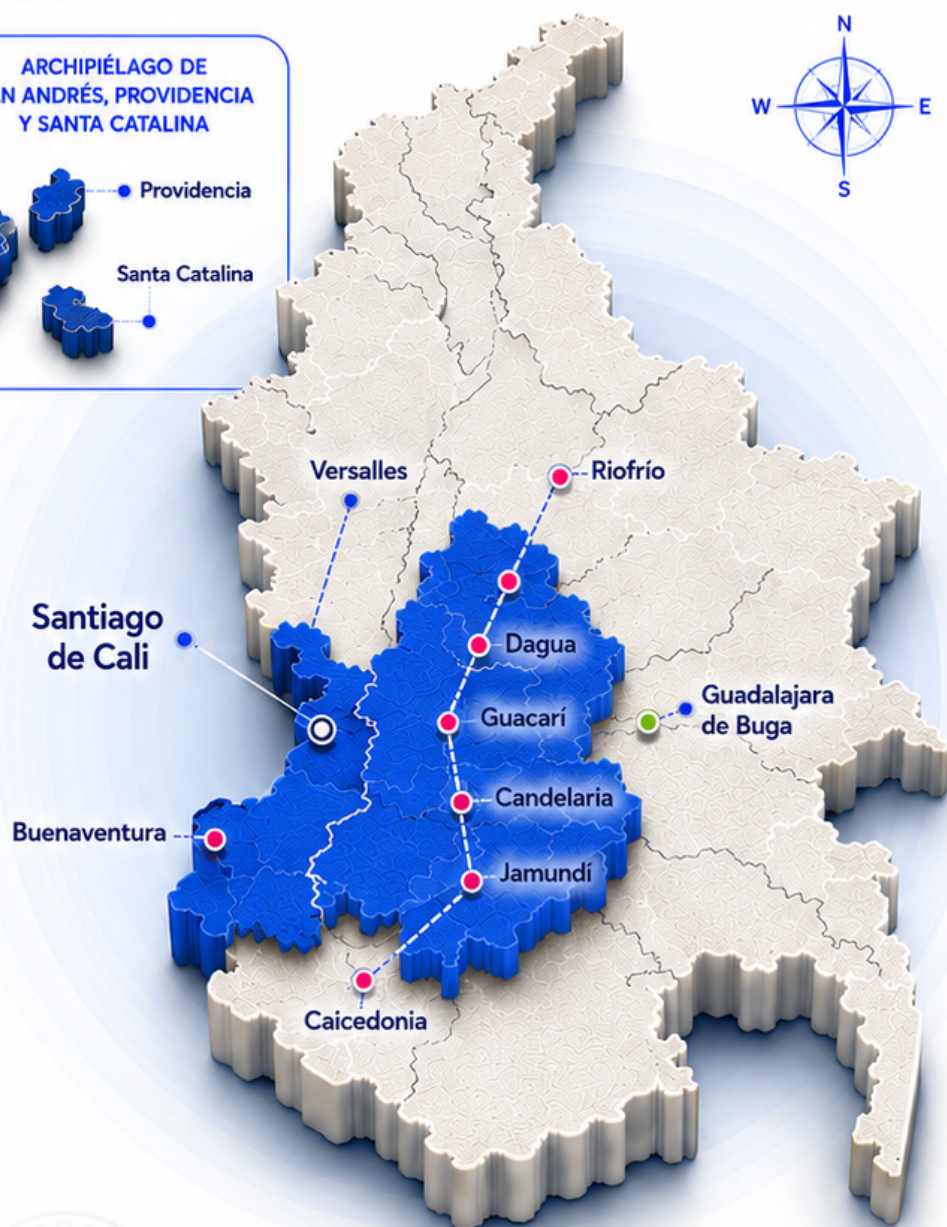 ARCHIPIÉLAGO DE
N ANDRÉS, PROVIDENCIA
Y SANTA CATALINA
Providencia
Santa Catalina
N
W
E
S
Versalles
Riofrío
Santiago
de Cali
Dagua
Guacarí
Guadalajara
de Buga
Candelaria
Buenaventura
Jamundí
Caicedonia